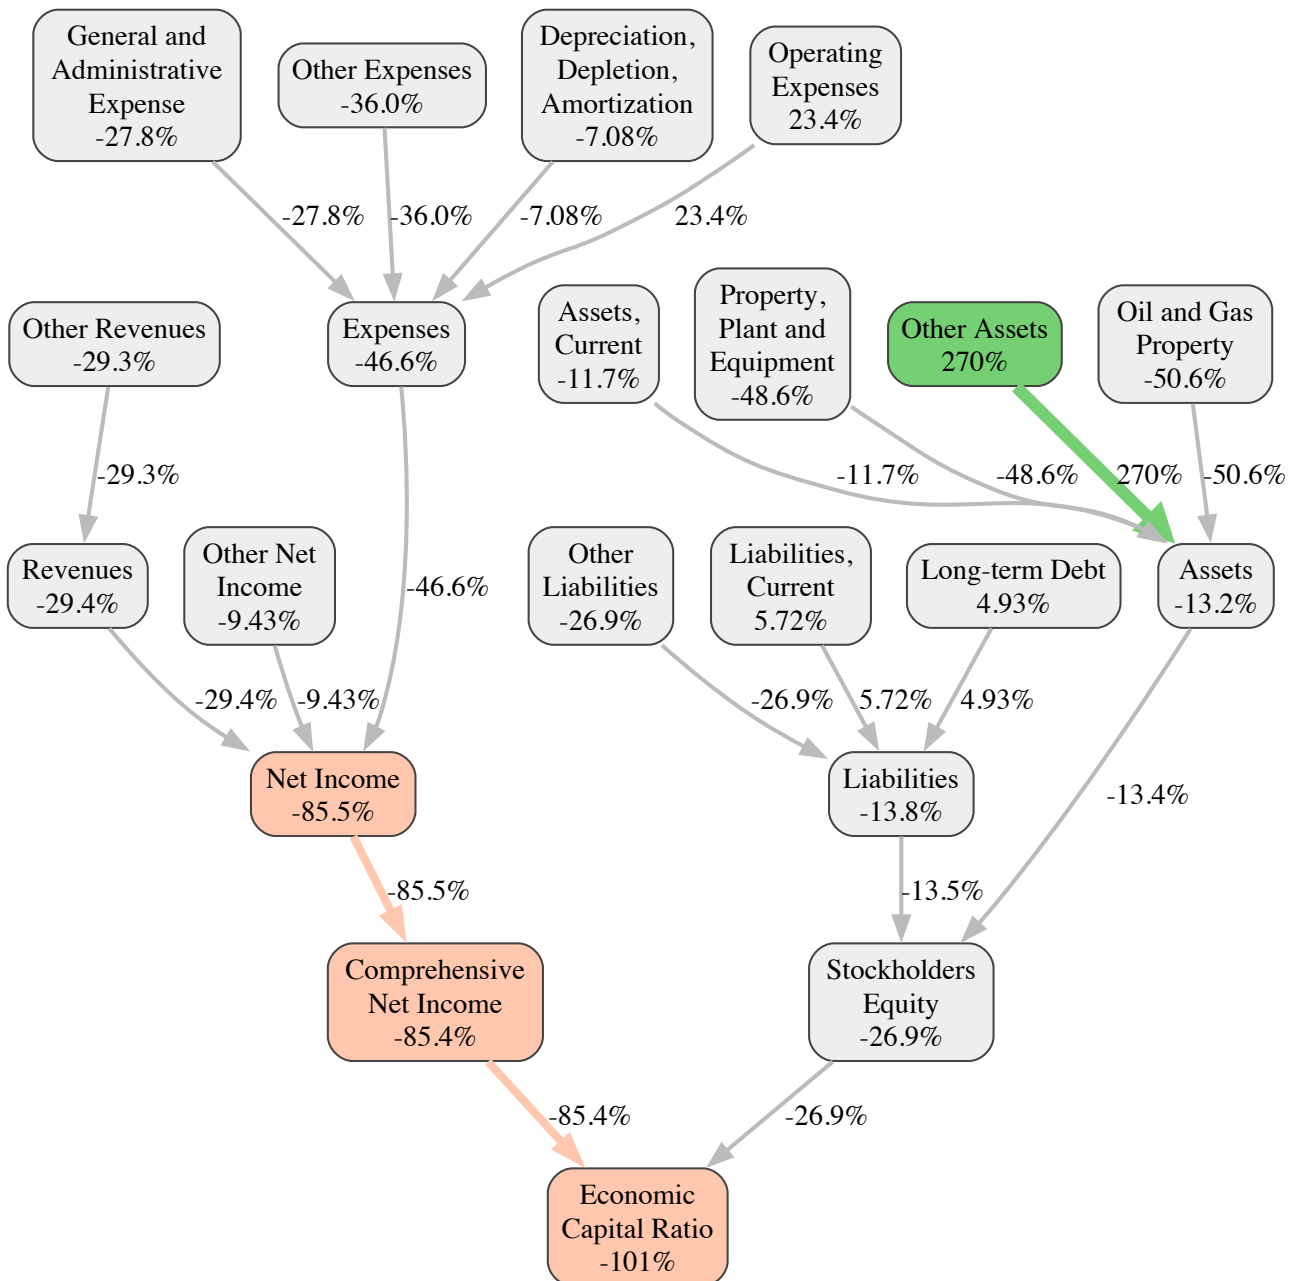 General and
Administrative
Expense
-27.8%
Other Expenses
-36.0%
Depreciation,
Depletion,
Amortization
-7.08%
Operating
Expenses
23.4%
-27.8%
-36.0%
-7.08%
23.4%
Other Revenues
-29.3%
Expenses
-46.6%
Assets,
Current
-11.7%
Property,
Plant and
Equipment
-48.6%
Other Assets
270%
Oil and Gas
Property
-50.6%
-29.3%
-11.7%
-48.6%
270%
-50.6%
Revenues
-29.4%
Other Net
Income
-9.43%
-46.6%
Other
Liabilities
-26.9%
Liabilities,
Current
5.72%
Long-term Debt
4.93%
Assets
-13.2%
-29.4%
-9.43%
-26.9%
5.72%
4.93%
Net Income
-85.5%
Liabilities
-13.8%
-13.4%
-85.5%
-13.5%
Comprehensive
Net Income
-85.4%
Stockholders
Equity
-26.9%
-85.4%
-26.9%
Economic
Capital Ratio
-101%